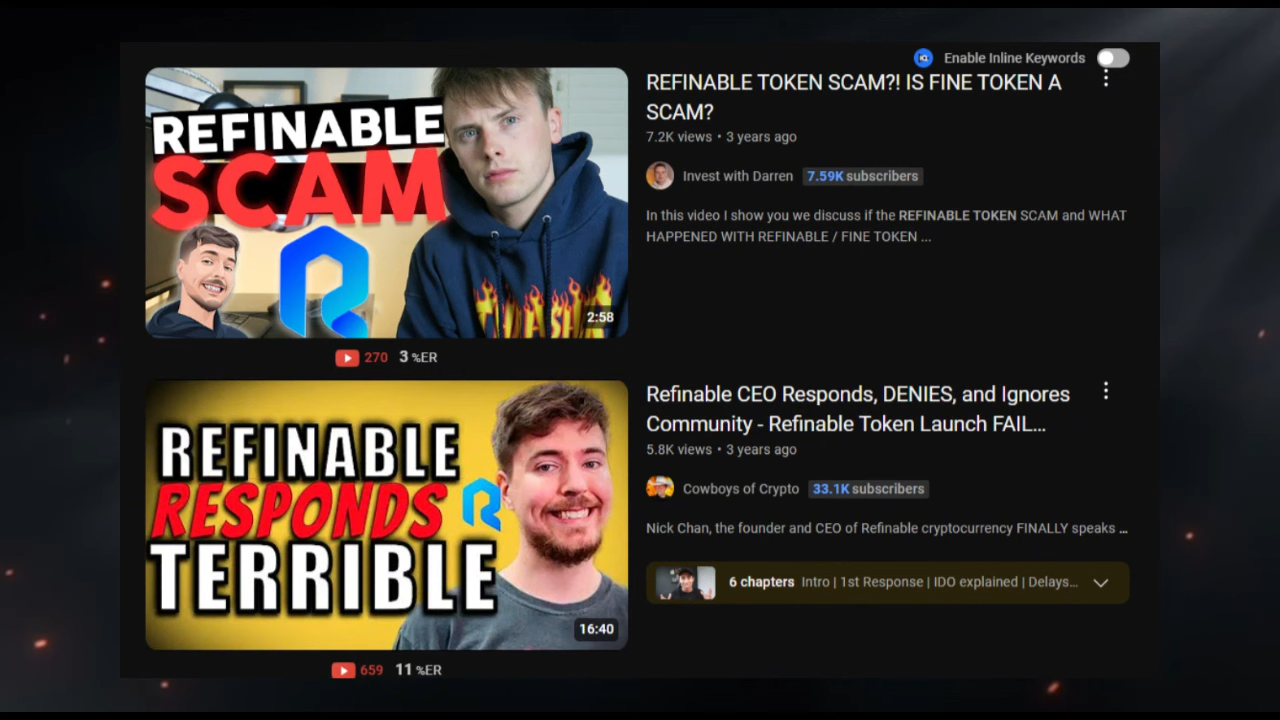 Enable Inline Keywords
REFINABLE
SCAM
2:58
REFINABLE TOKEN SCAM?! IS FINE TOKEN A
SCAM?
7.2K views • 3 years ago
Invest with Darren 7.59K subscribers
In this video I show you we discuss if the REFINABLE TOKEN SCAM and WHAT
HAPPENED WITH REFINABLE / FINE TOKEN ...
270 3 %ER
REFINABLE
RESPONDS
TERRIBLE
16:40
Refinable CEO Responds, DENIES, and Ignores
Community - Refinable Token Launch FAIL...
5.8K views • 3 years ago
Cowboys of Crypto 33.1K subscribers
Nick Chan, the founder and CEO of Refinable cryptocurrency FINALLY speaks ...
6 chapters Intro | 1st Response | IDO explained | Delays...
659 11 %ER